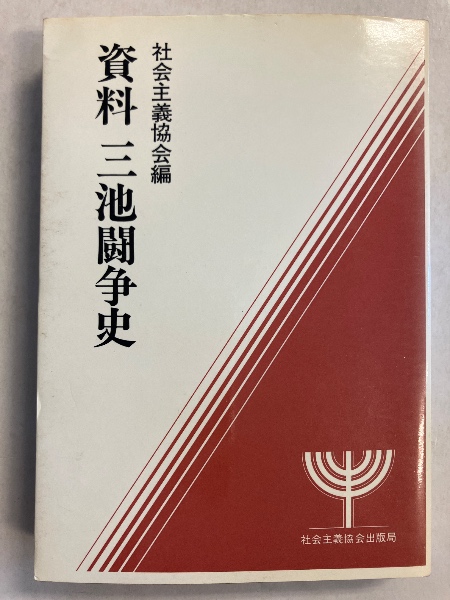 資料 三池闘争史
社会主義協会編
社会主義協会出版局